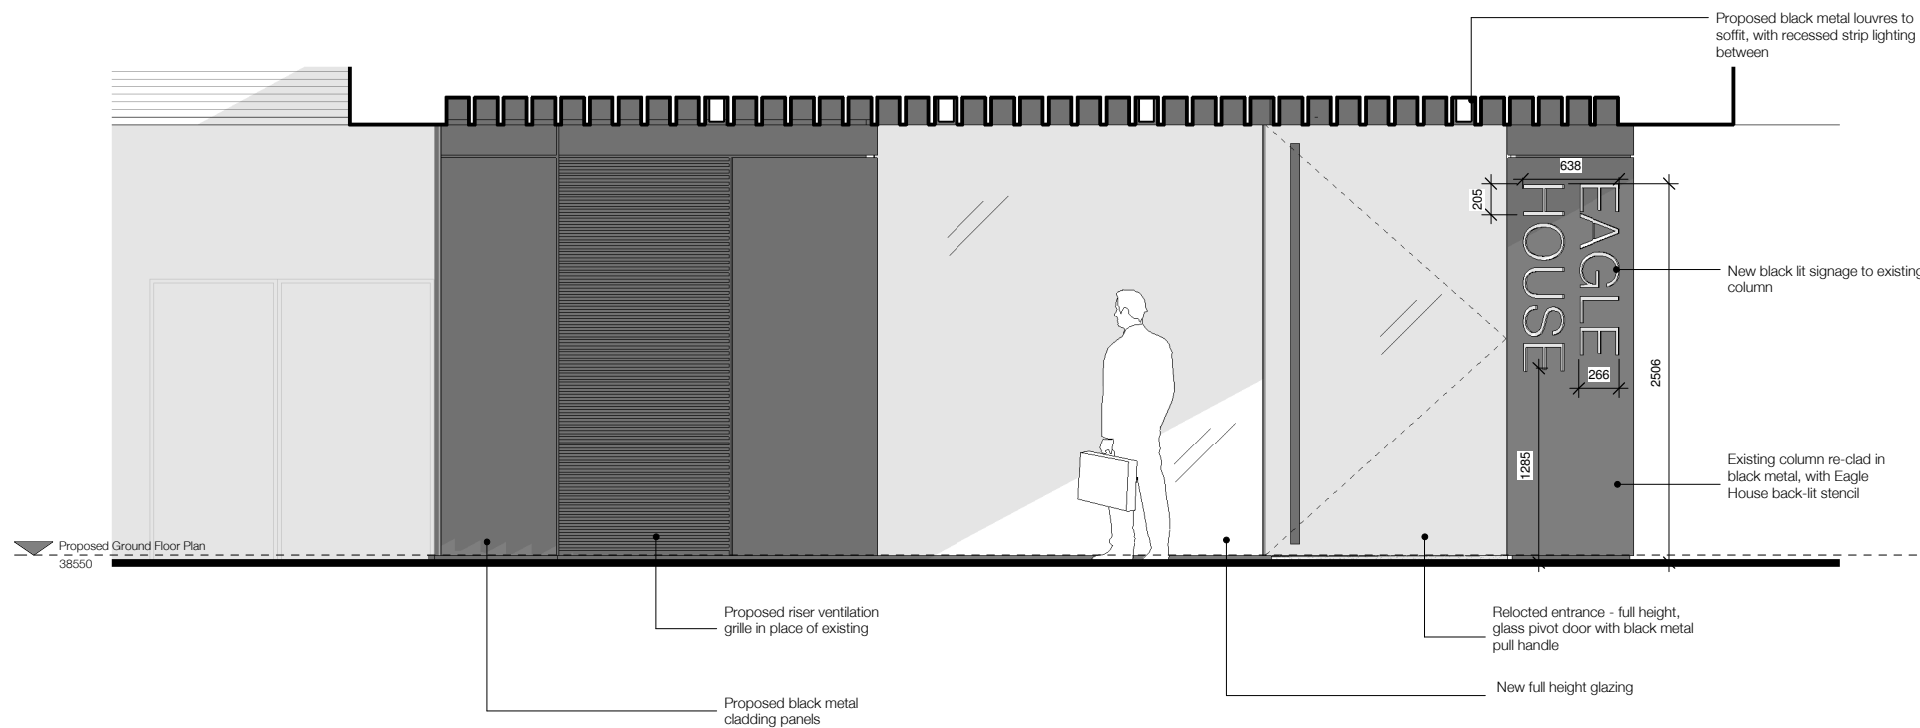 Proposed black metal louvres to
soffit, with recessed strip lighting
between
638
205
EAGLE
HOUSE
New black lit signage to existing
column
266
2506
1285
Existing column re-clad in
black metal, with Eagle
House back-lit stencil
Proposed Ground Floor Plan
38550
Proposed riser ventilation
grille in place of existing
Relocted entrance - full height,
glass pivot door with black metal
pull handle
New full height glazing
Proposed black metal
cladding panels